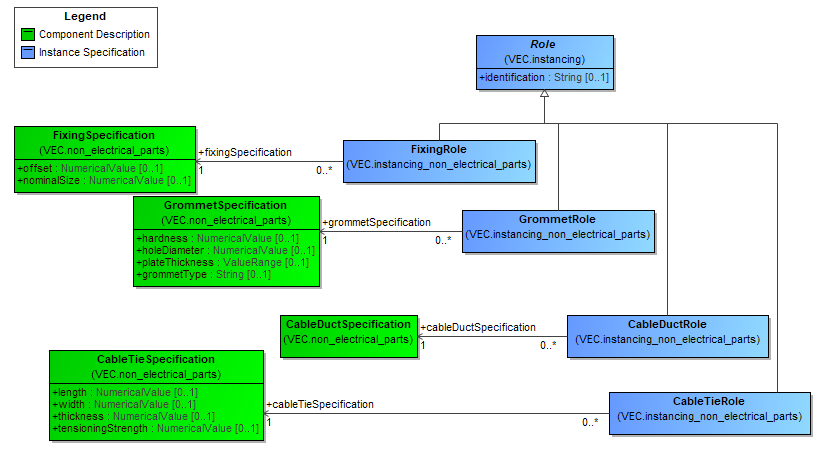 Legend
Component Description
Instance Specification
Role
(VEC.instancing)
+identification : String [0..1]
FixingSpecification
(VEC.non_electrical_parts)
+offset : NumericalValue [0..1]
+nominalSize : NumericalValue [0..1]
+fixingSpecification
1
0..*
FixingRole
(VEC.instancing_non_electrical_parts)
GrommetSpecification
(VEC.non_electrical_parts)
+hardness : NumericalValue [0..1]
+holeDiameter : NumericalValue [0..1]
+plateThickness : ValueRange [0..1]
+grommetType : String [0..1]
+grommetSpecification
1
0..*
GrommetRole
(VEC.instancing_non_electrical_parts)
CableDuctSpecification
(VEC.non_electrical_parts)
+cableDuctSpecification
1
0..*
CableDuctRole
(VEC.instancing_non_electrical_parts)
CableTieSpecification
(VEC.non_electrical_parts)
+length : NumericalValue [0..1]
+width : NumericalValue [0..1]
+thickness : NumericalValue [0..1]
+tensioningStrength : NumericalValue [0..1]
+cableTieSpecification
1
0..*
CableTieRole
(VEC.instancing_non_electrical_parts)